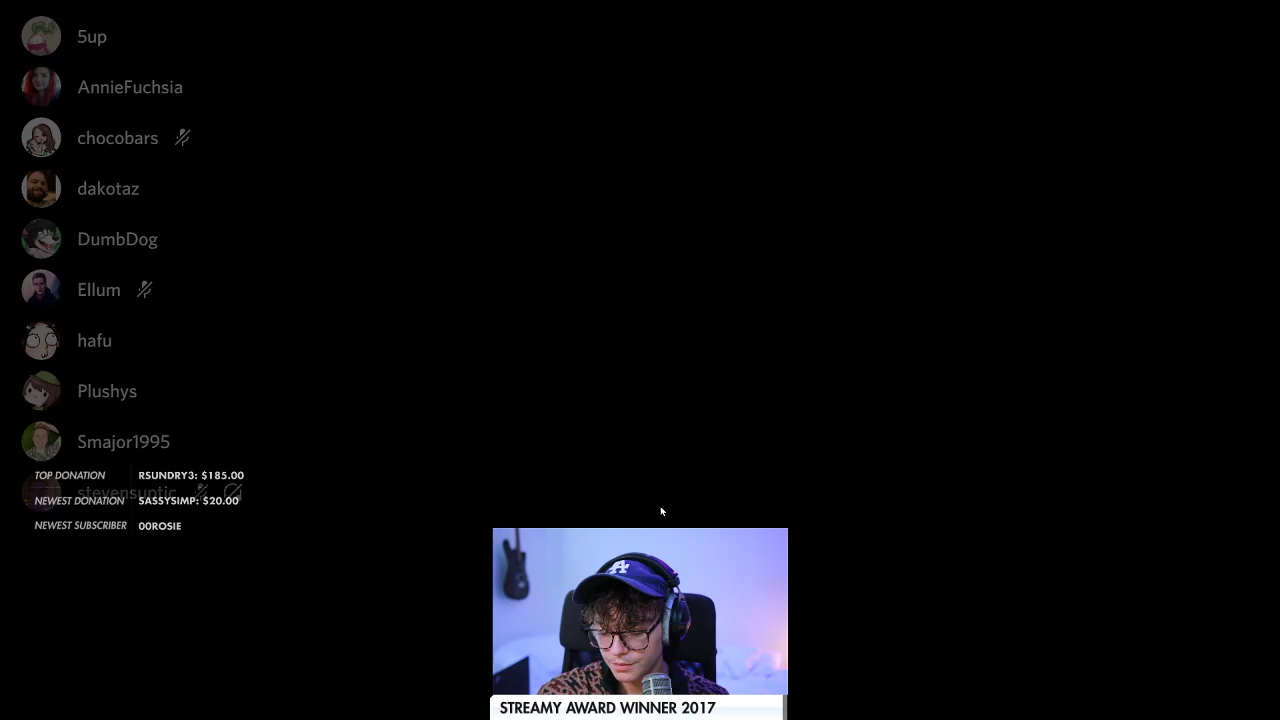 5up
AnnieFuchsia
chocobars
dakotaz
DumbDog
Ellum
hafu
Plushys
Smajor1995
TOP DONATION RSUNDRY3: $185.00
stevensuptic
NEWEST DONATION SASSYSIMP: $20.00
NEWEST SUBSCRIBER 00ROSIE
A
STREAMY AWARD WINNER 2017